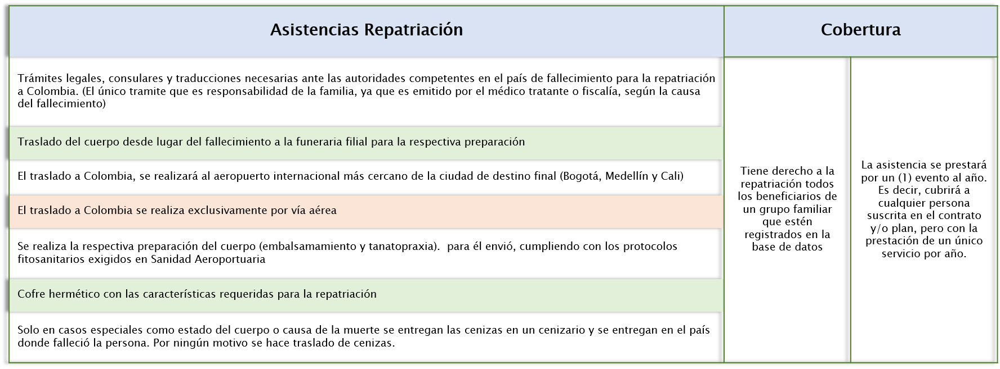 Asistencias Repatriación
Cobertura
Trámites legales, consulares y traducciones necesarias ante las autoridades competentes en el país de fallecimiento para la repatriación
a Colombia. (El único tramite que es responsabilidad de la familia, ya que es emitido por el médico tratante o fiscalía, según la causa
del fallecimiento)
Traslado del cuerpo desde lugar del fallecimiento a la funeraria filial para la respectiva preparación
El traslado a Colombia, se realizará al aeropuerto internacional más cercano de la ciudad de destino final (Bogotá, Medellín y Cali)
El traslado a Colombia se realiza exclusivamente por vía aérea
Se realiza la respectiva preparación del cuerpo (embalsamamiento y tanatopraxia).  para él envió, cumpliendo con los protocolos
fitosanitarios exigidos en Sanidad Aeroportuaria
Cofre hermético con las características requeridas para la repatriación
Solo en casos especiales como estado del cuerpo o causa de la muerte se entregan las cenizas en un cenizario y se entregan en el país
donde falleció la persona. Por ningún motivo se hace traslado de cenizas.
Tiene derecho a la
repatriación todos
los beneficiarios de
un grupo familiar
que estén
registrados en la
base de datos
La asistencia se prestará
por un (1) evento al año.
Es decir, cubrirá a
cualquier persona
suscrita en el contrato
y/o plan, pero con la
prestación de un único
servicio por año.